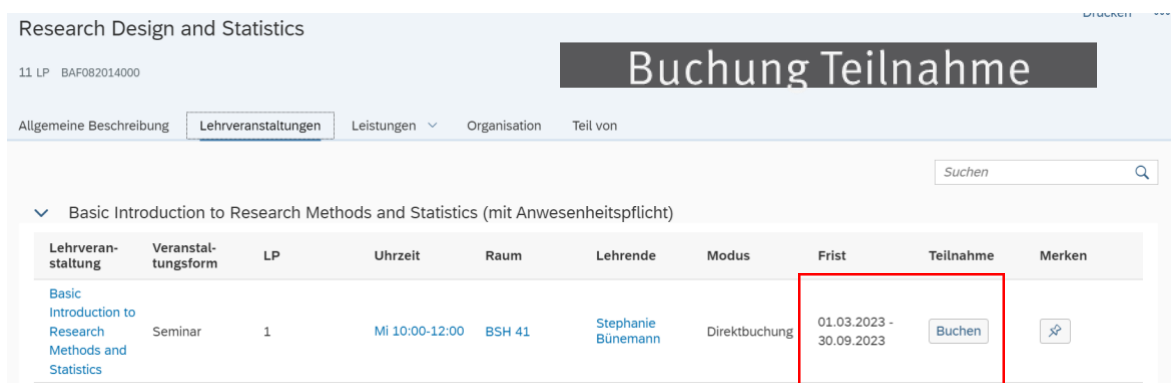 Drucken
Research Design and Statistics
Buchung Teilnahme
11 LP BAF082014000
Allgemeine Beschreibung Lehrveranstaltungen Leistungen Organisation Teil von
Suchen
Basic Introduction to Research Methods and Statistics (mit Anwesenheitspflicht)
Lehrveran- Veranstal- LP Uhrzeit Raum Lehrende Modus Frist Teilnahme Merken
staltung tungsform
Basic
Introduction to
Research Seminar 1 Mi 10:00-12:00 BSH 41 Stephanie Bünemann Direktbuchung 01.03.2023 - 30.09.2023 Buchen
Methods and
Statistics